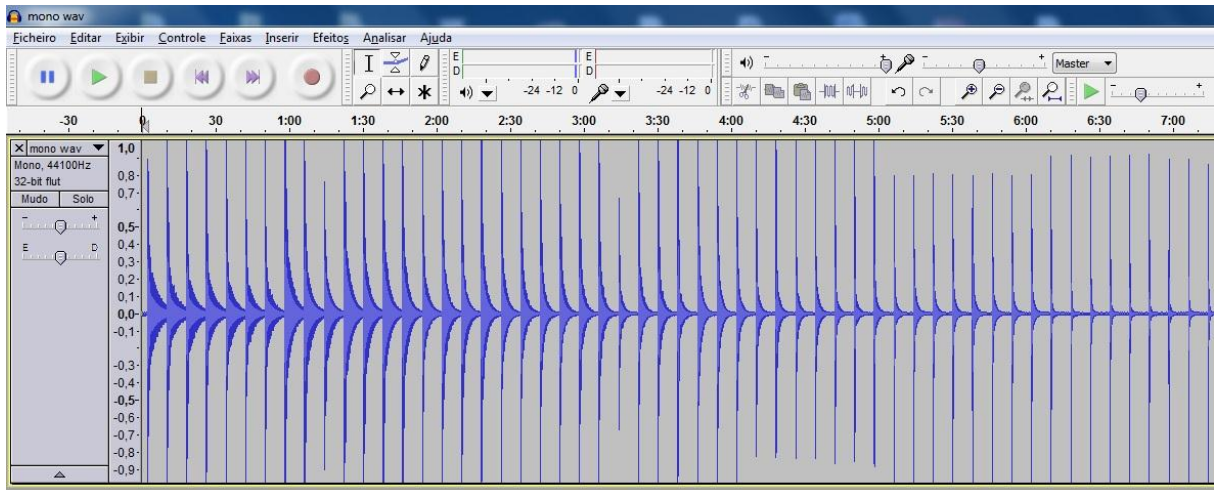 mono wav
Ficheiro Editar Exibir Controle Faixas Inserir Efeitos Analisar Ajuda
E
D
-24 -12 0
E
D
-24 -12 0
- +
- +
Master
- +
-30 0 30 1:00 1:30 2:00 2:30 3:00 3:30 4:00 4:30 5:00 5:30 6:00 6:30 7:00
X mono wav
Mono, 44100Hz
32-bit flut
Mudo Solo
- +
E D
1,0
0,8
0,7
0,5
0,4
0,3
0,2
0,1
0,0
-0,1
-0,3
-0,4
-0,5
-0,6
-0,7
-0,8
-0,9